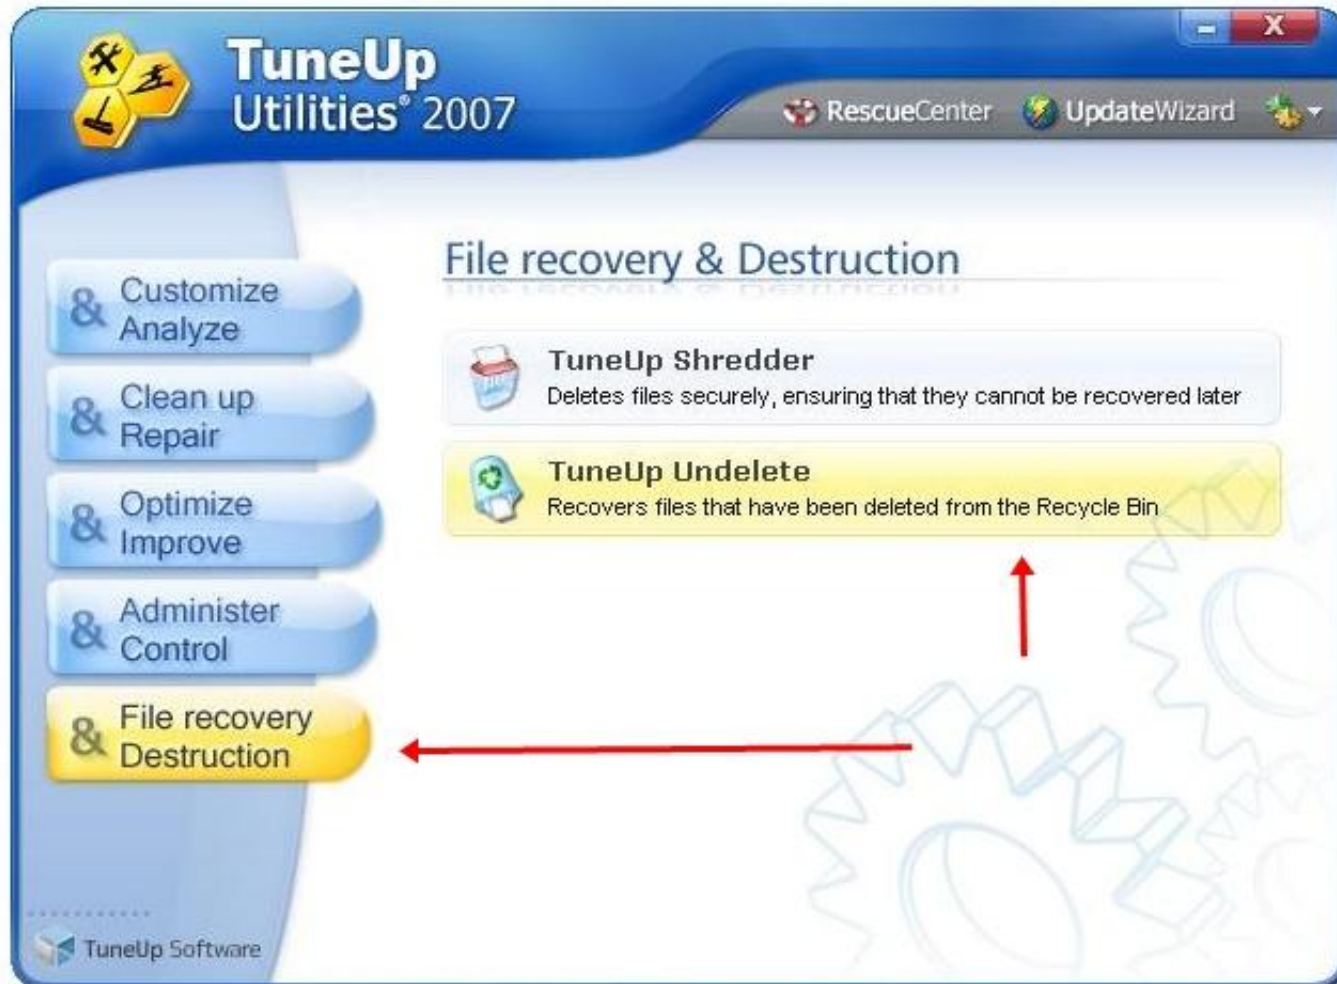 TuneUp
Utilities® 2007
RescueCenter
UpdateWizard
File recovery & Destruction
& Customize
Analyze
& Clean up
Repair
& Optimize
Improve
& Administer
Control
& File recovery
Destruction
TuneUp Shredder
Deletes files securely, ensuring that they cannot be recovered later
TuneUp Undelete
Recovers files that have been deleted from the Recycle Bin
TuneUp Software